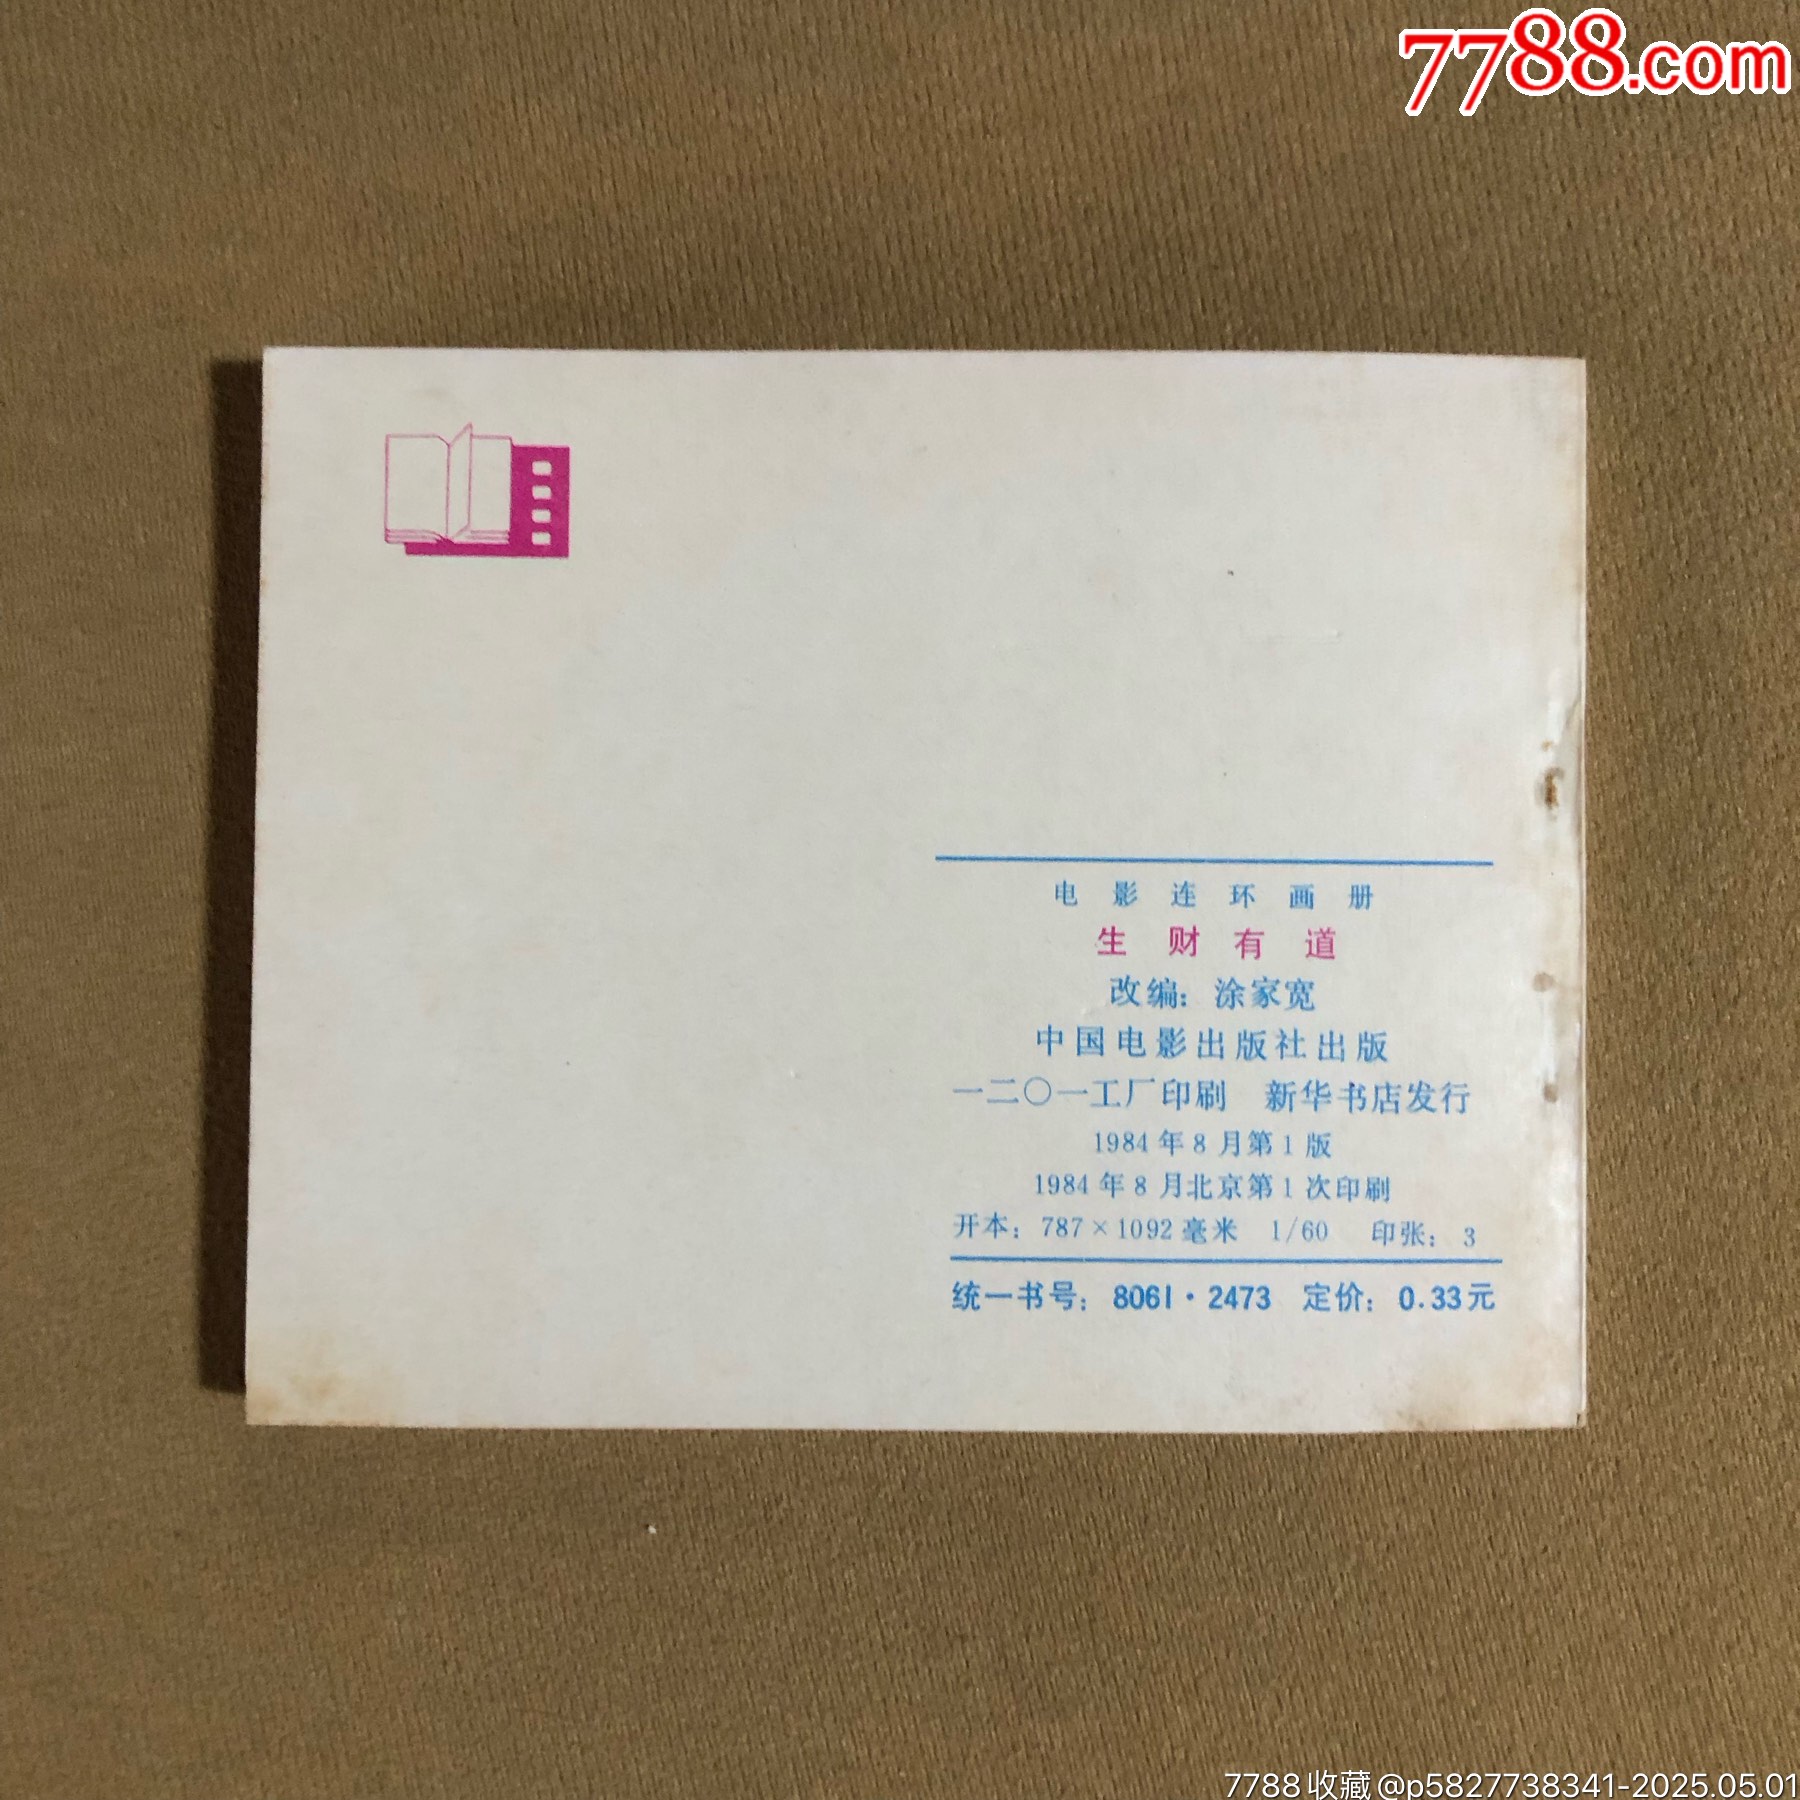 7788.com
电影连环画册
生财有道
改编：涂家宽
中国电影出版社出版
一二〇一工厂印刷 新华书店发行
1984年8月第1版
1984年8月北京第1次印刷
开本：787×1092毫米 1/60 印张：3
统一书号：8061·2473 定价：0.33元
7788收藏@p5827738341-2025.05.01